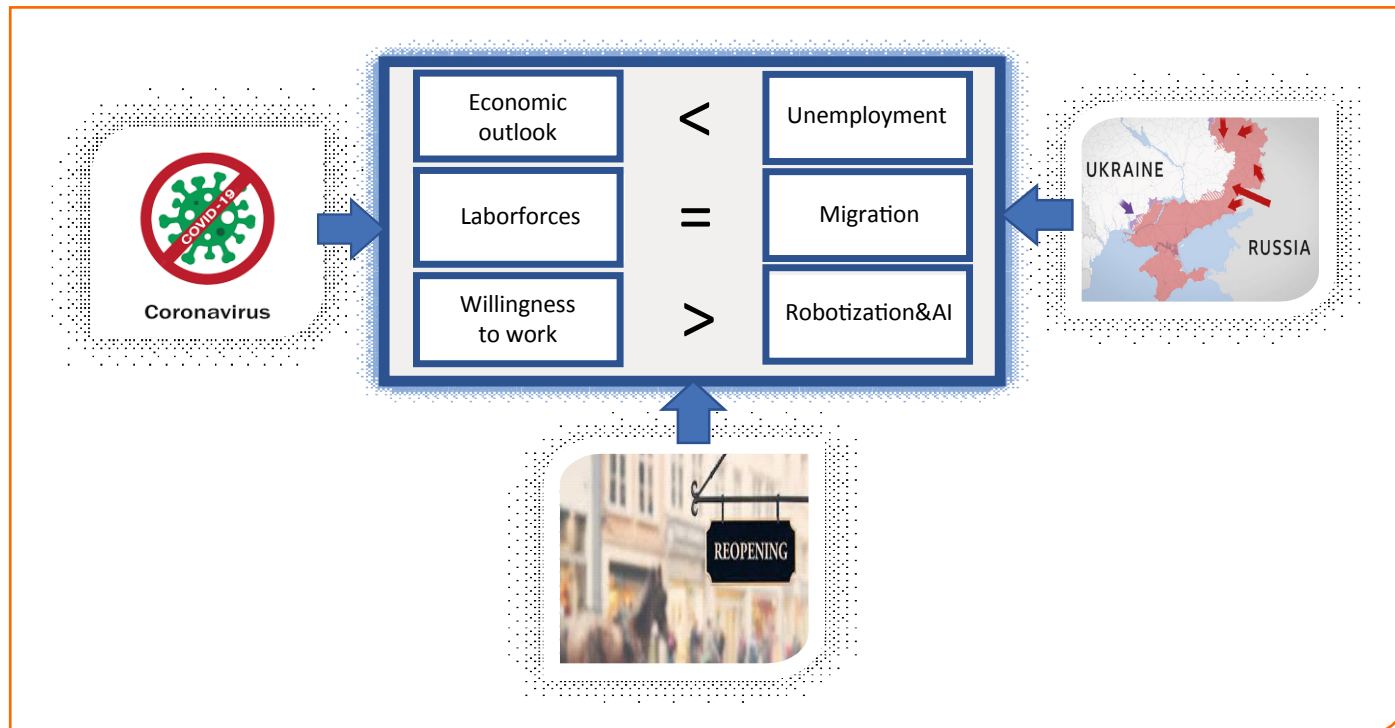 Economic
outlook
<
Unemployment
Laborforces
=
Migration
Willingness
to work
>
Robotization&AI
COVID-19
Coronavirus
UKRAINE
RUSSIA
REOPENING